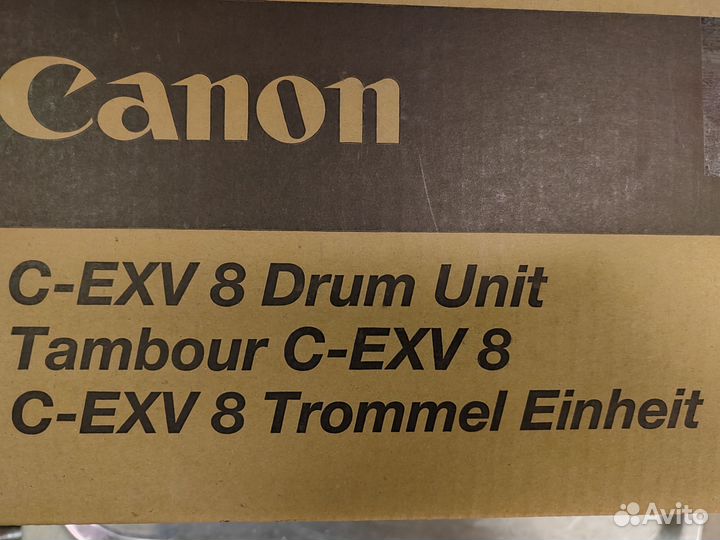 Canon
C-EXV 8 Drum Unit
Tambour C-EXV 8
C-EXV 8 Trommel Einheit
Avito